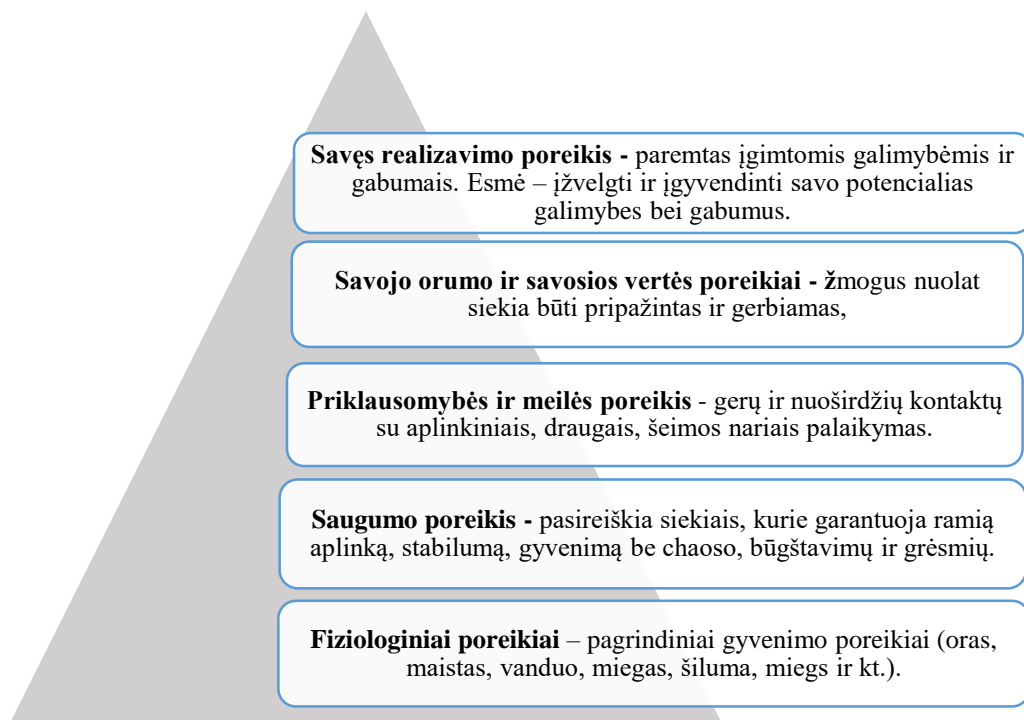 Savęs realizavimo poreikis - paremtas įgimtomis galimybėmis ir
gabumais. Esmė – įžvelgti ir įgyvendinti savo potencialias
galimybes bei gabumus.
Savojo orumo ir savosios vertės poreikiai - žmogus nuolat
siekia būti pripažintas ir gerbiamas,
Priklausomybės ir meilės poreikis - gerų ir nuoširdžių kontaktų
su aplinkiniais, draugais, šeimos nariais palaikymas.
Saugumo poreikis - pasireiškia siekiais, kurie garantuoja ramią
aplinką, stabilumą, gyvenimą be chaoso, būgštavimų ir grėsmių.
Fiziologiniai poreikiai – pagrindiniai gyvenimo poreikiai (oras,
maistas, vanduo, miegas, šiluma, miegs ir kt.).